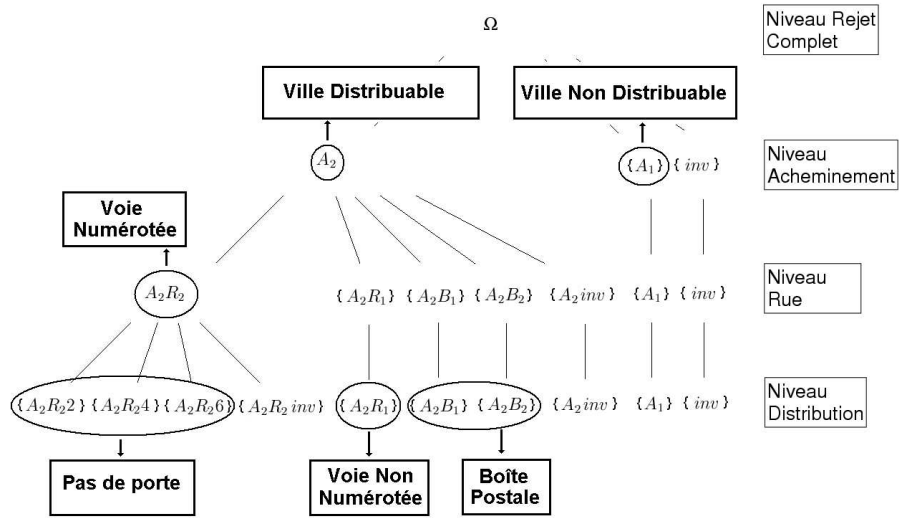 Ω
Niveau Rejet
Complet
Ville Distribuable
Ville Non Distribuable
A₂
{A₁} {inv}
Niveau
Acheminement
Voie
Numérotée
A₂R₂
{A₂R₁} {A₂B₁} {A₂B₂} {A₂inv} {A₁} {inv}
Niveau
Rue
{A₂R₂2} {A₂R₂4} {A₂R₂6} {A₂R₂inv} {A₂R₁} {A₂B₁} {A₂B₂} {A₂inv} {A₁} {inv}
Niveau
Distribution
Pas de porte
Voie Non
Numérotée
Boîte
Postale